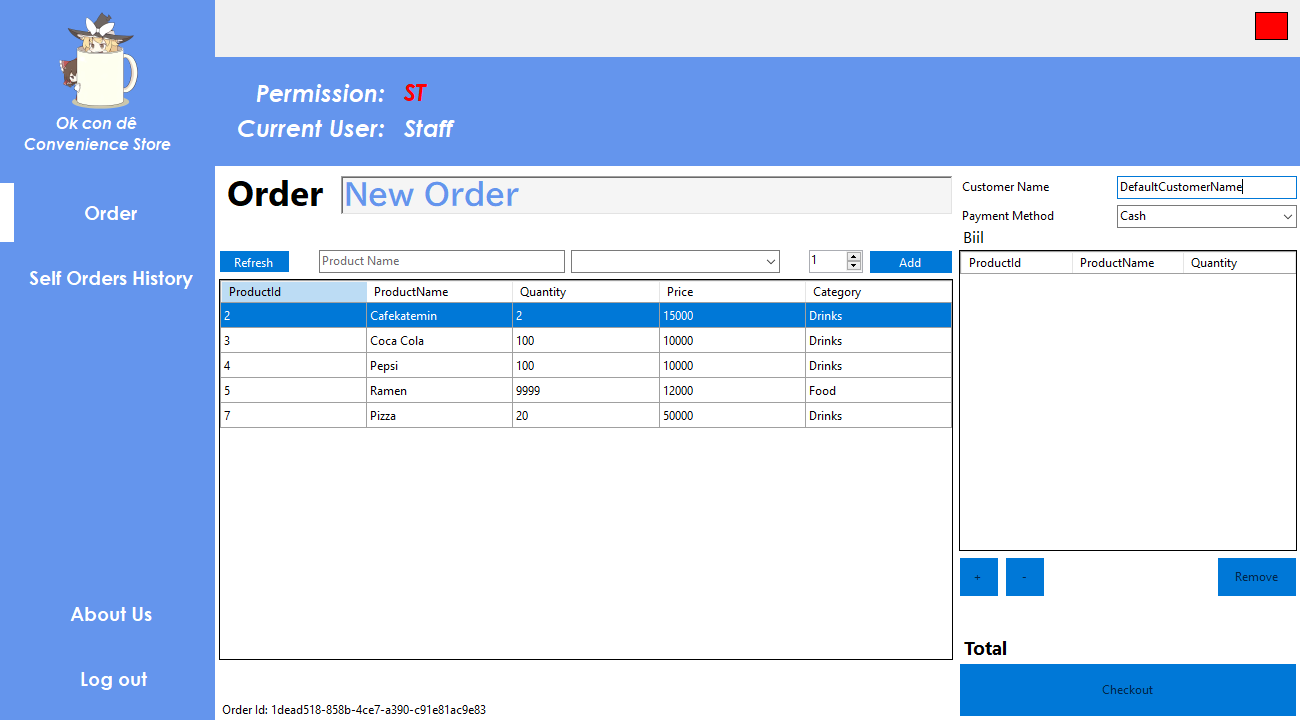 Ok con dê
Convenience Store
Order
Self Orders History
About Us
Log out
Permission: ST
Current User: Staff
Order New Order
Refresh Product Name 1 Add
ProductId ProductName Quantity Price Category
2 Cafekatemin 2 15000 Drinks
3 Coca Cola 100 10000 Drinks
4 Pepsi 100 10000 Drinks
5 Ramen 9999 12000 Food
7 Pizza 20 50000 Drinks
Order Id: 1dead518-858b-4ce7-a390-c91e81ac9e83
Customer Name DefaultCustomerName
Payment Method Cash
Biil
ProductId ProductName Quantity
+ - Remove
Total
Checkout